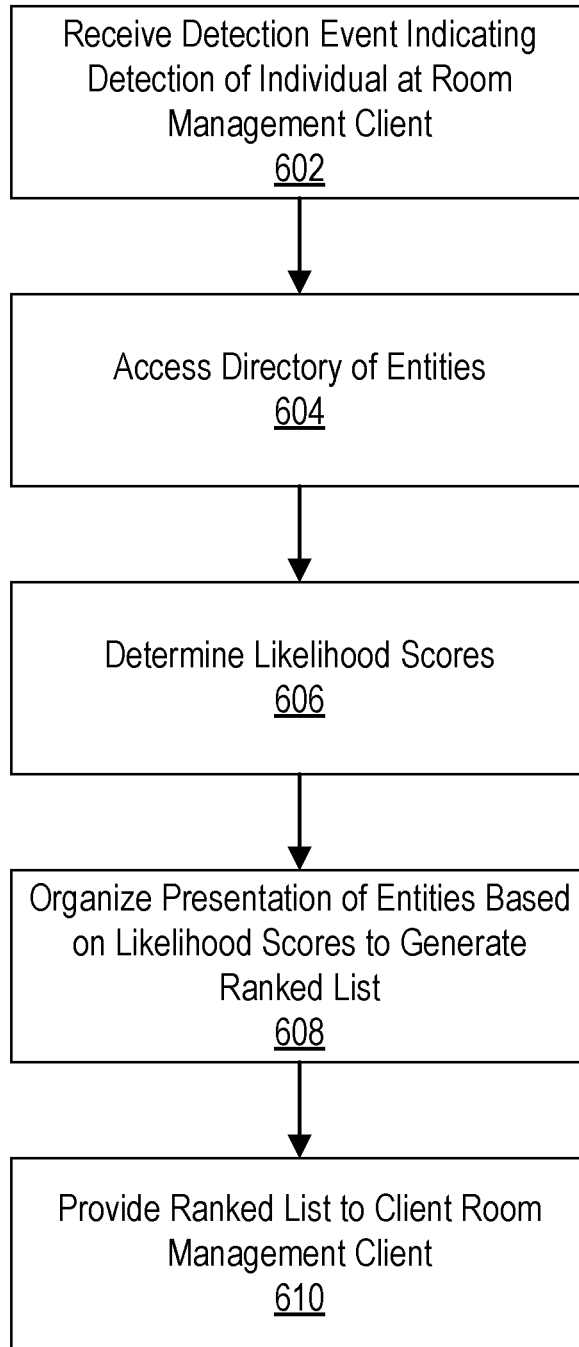 Receive Detection Event Indicating
Detection of Individual at Room
Management Client
602
Access Directory of Entities
604
Determine Likelihood Scores
606
Organize Presentation of Entities Based
on Likelihood Scores to Generate
Ranked List
608
Provide Ranked List to Client Room
Management Client
610